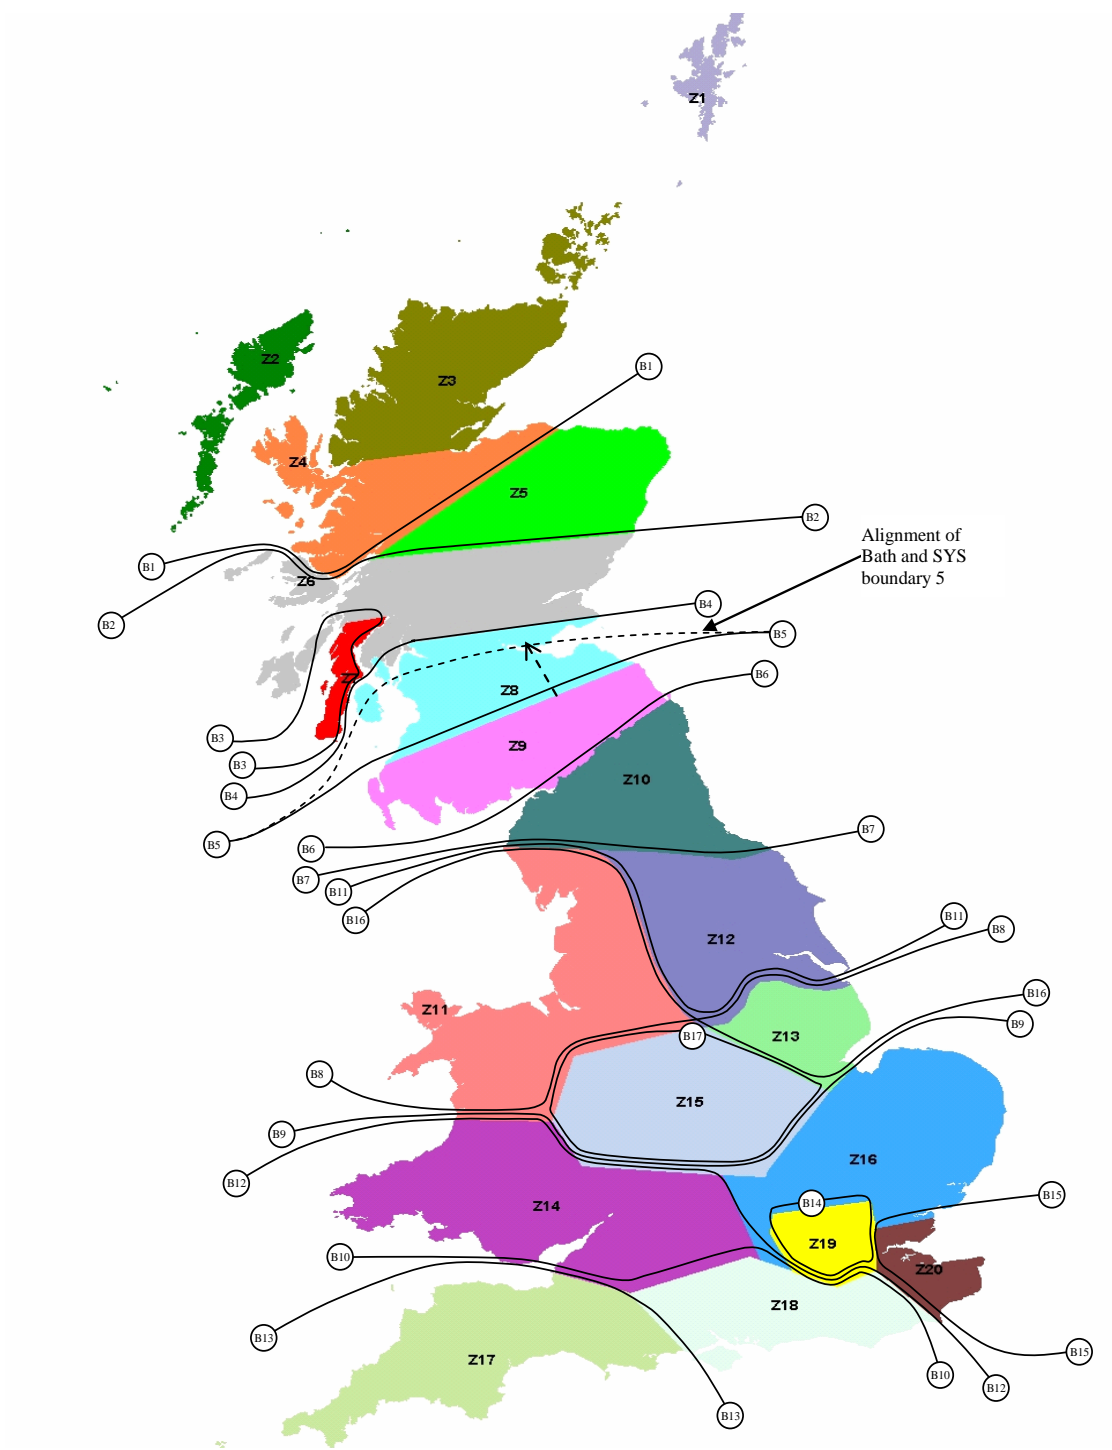 Z1
Z2
B1
Z3
Z4
Z5
B2
Alignment of
Bath and SYS
boundary 5
B1
Z6
B4
B2
B5
B6
Z7
Z8
B3
Z9
B3
Z10
B4
B7
B5
B6
B7
B11
B16
B11
B8
Z12
B16
Z11
B9
B17
Z13
B8
Z15
B9
Z16
B12
B14
B15
Z14
Z19
B10
Z20
Z18
B13
B15
Z17
B10
B12
B13